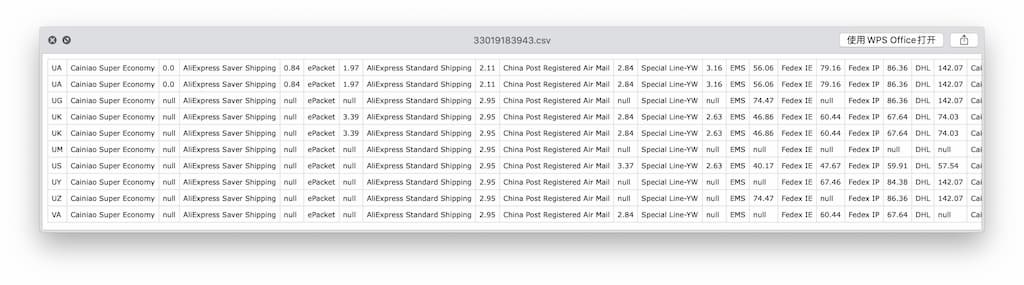 33019183943.csv
使用 WPS Office 打开
UA Cainiao Super Economy 0.0 AliExpress Saver Shipping 0.84 ePacket 1.97 AliExpress Standard Shipping 2.11 China Post Registered Air Mail 2.84 Special Line-YW 3.16 EMS 56.06 Fedex IE 79.16 Fedex IP 86.36 DHL 142.07 Cai
UA Cainiao Super Economy 0.0 AliExpress Saver Shipping 0.84 ePacket 1.97 AliExpress Standard Shipping 2.11 China Post Registered Air Mail 2.84 Special Line-YW 3.16 EMS 56.06 Fedex IE 79.16 Fedex IP 86.36 DHL 142.07 Cai
UG Cainiao Super Economy null AliExpress Saver Shipping null ePacket null AliExpress Standard Shipping 2.95 China Post Registered Air Mail null Special Line-YW null EMS 74.47 Fedex IE null Fedex IP 86.36 DHL 142.07 Cai
UK Cainiao Super Economy null AliExpress Saver Shipping null ePacket 3.39 AliExpress Standard Shipping 2.95 China Post Registered Air Mail 2.84 Special Line-YW 2.63 EMS 46.86 Fedex IE 60.44 Fedex IP 67.64 DHL 74.03 Cai
UK Cainiao Super Economy null AliExpress Saver Shipping null ePacket 3.39 AliExpress Standard Shipping 2.95 China Post Registered Air Mail 2.84 Special Line-YW 2.63 EMS 46.86 Fedex IE 60.44 Fedex IP 67.64 DHL 74.03 Cai
UM Cainiao Super Economy null AliExpress Saver Shipping null ePacket null AliExpress Standard Shipping 2.95 China Post Registered Air Mail null Special Line-YW null EMS null Fedex IE null Fedex IP null DHL null Cai
US Cainiao Super Economy null AliExpress Saver Shipping null ePacket null AliExpress Standard Shipping 2.95 China Post Registered Air Mail 3.37 Special Line-YW 2.63 EMS 40.17 Fedex IE 47.67 Fedex IP 59.91 DHL 57.54 Cai
UY Cainiao Super Economy null AliExpress Saver Shipping null ePacket null AliExpress Standard Shipping 2.95 China Post Registered Air Mail null Special Line-YW null EMS null Fedex IE 67.46 Fedex IP 84.38 DHL 142.07 Cai
UZ Cainiao Super Economy null AliExpress Saver Shipping null ePacket null AliExpress Standard Shipping 2.95 China Post Registered Air Mail null Special Line-YW null EMS 74.47 Fedex IE null Fedex IP 86.36 DHL 142.07 Cai
VA Cainiao Super Economy null AliExpress Saver Shipping null ePacket null AliExpress Standard Shipping 2.95 China Post Registered Air Mail 2.84 Special Line-YW null EMS null Fedex IE 60.44 Fedex IP 67.64 DHL null Cai